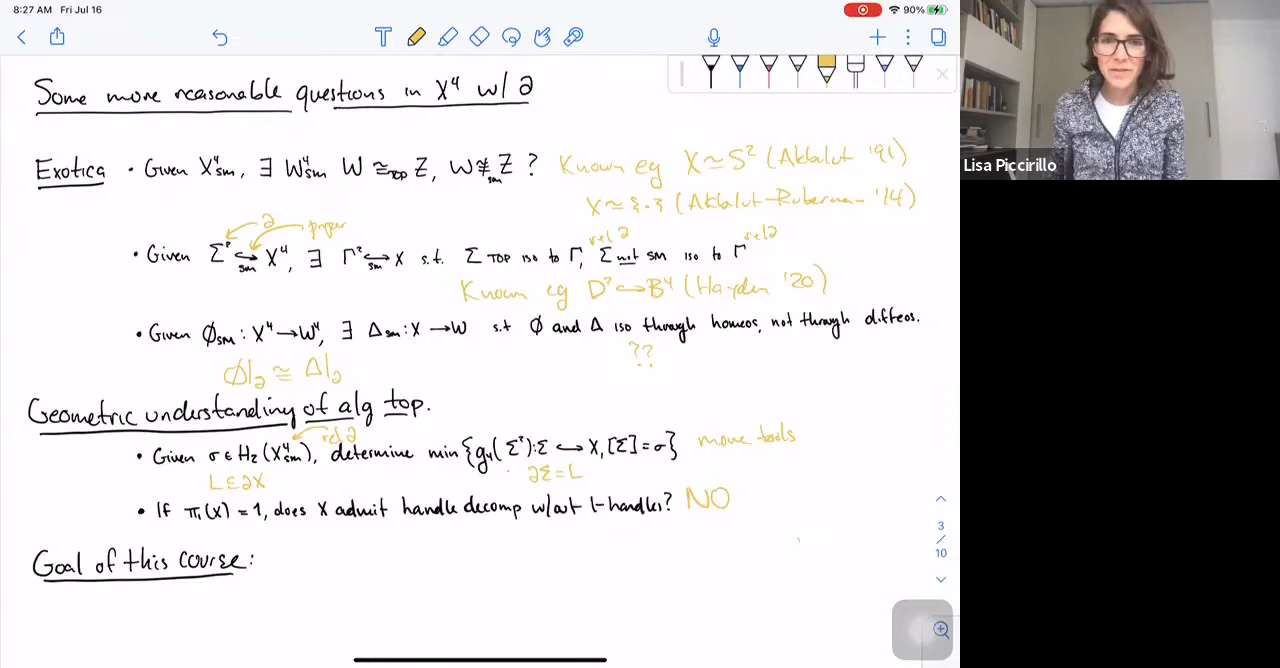 8:27 AM Fri Jul 16
90%
Some more reasonable questions in X⁴ w/ ∂
Exotica • Given X⁴sm, ∃ W⁴sm W ≅TOP Z, W ≇sm Z ? Known eg X ≃ S² (Akbulut '91)
X ≃ {·} (Akbulut-Ruberman '14)
∂ proper
rel ∂ rel ∂
• Given Σ² ↪sm X⁴, ∃ Γ² ↪sm X s.t. Σ TOP iso to Γ, Σ not SM iso to Γ
Known eg D² ↪ B⁴ (Hayden '20)
• Given ϕsm : X⁴ → W⁴, ∃ Δsm : X → W s.t ϕ and Δ iso through homeos, not through diffeos.
??
ϕ|∂ ≅ Δ|∂
Geometric understanding of alg top.
rel ∂
• Given σ ∈ H₂(X⁴sm), determine min {g₄(Σ²) : Σ ↪ X, [Σ] = σ} more tools
L ⊆ ∂X ∂Σ = L
• If π₁(X) = 1, does X admit handle decomp w/out 1-handles? NO
Goal of this course:
3
/
10
Lisa Piccirillo